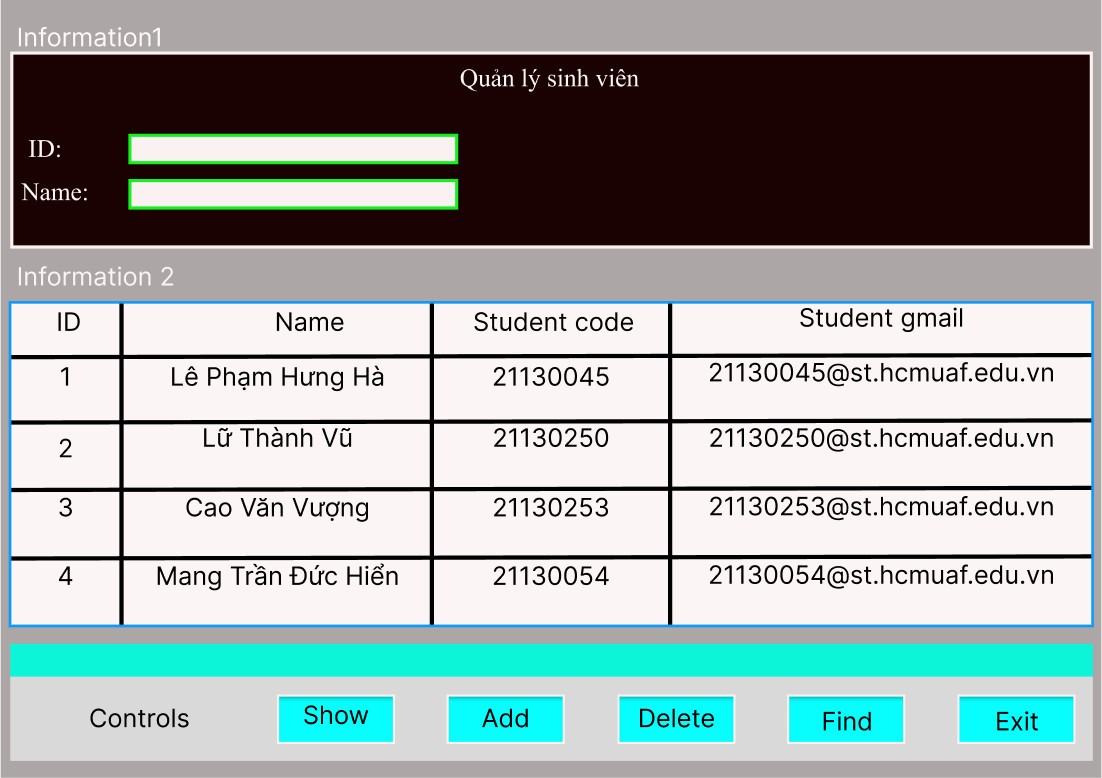 Information1
Quản lý sinh viên
ID:
Name:
Information 2
ID Name Student code Student gmail
1 Lê Phạm Hưng Hà 21130045 21130045@st.hcmuaf.edu.vn
2 Lữ Thành Vũ 21130250 21130250@st.hcmuaf.edu.vn
3 Cao Văn Vượng 21130253 21130253@st.hcmuaf.edu.vn
4 Mang Trần Đức Hiển 21130054 21130054@st.hcmuaf.edu.vn
Controls Show Add Delete Find Exit